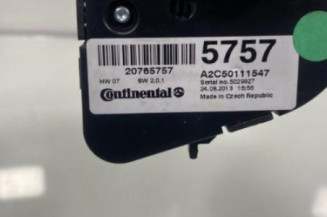 5757
20765757
A2C50111547
HW 07 SW 2.0.1
Serial no.5029927
24.06.2013 15:56
Continental
Made in Czech Republic